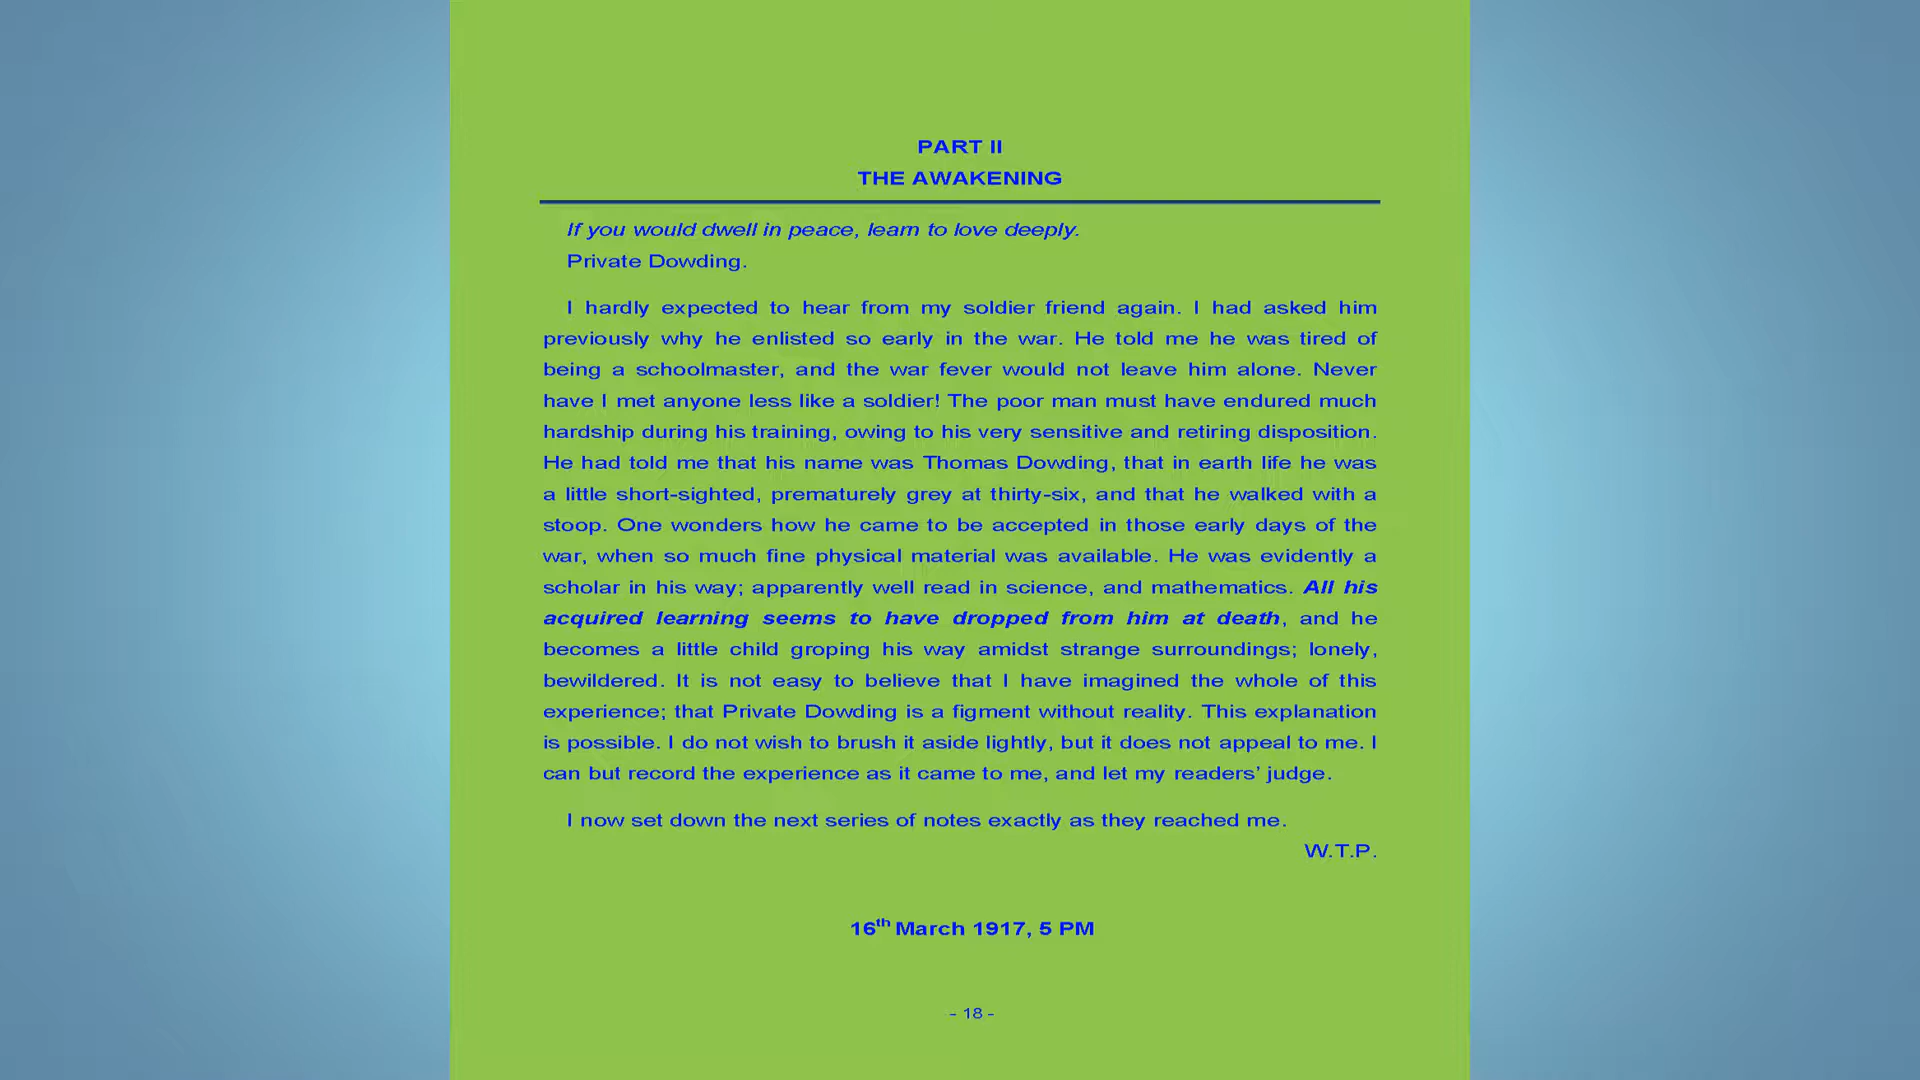 PART II
THE AWAKENING
If you would dwell in peace, learn to love deeply.
Private Dowding.
I hardly expected to hear from my soldier friend again. I had asked him
previously why he enlisted so early in the war. He told me he was tired of
being a schoolmaster, and the war fever would not leave him alone. Never
have I met anyone less like a soldier! The poor man must have endured much
hardship during his training, owing to his very sensitive and retiring disposition.
He had told me that his name was Thomas Dowding, that in earth life he was
a little short-sighted, prematurely grey at thirty-six, and that he walked with a
stoop. One wonders how he came to be accepted in those early days of the
war, when so much fine physical material was available. He was evidently a
scholar in his way; apparently well read in science, and mathematics. All his
acquired learning seems to have dropped from him at death, and he
becomes a little child groping his way amidst strange surroundings; lonely,
bewildered. It is not easy to believe that I have imagined the whole of this
experience; that Private Dowding is a figment without reality. This explanation
is possible. I do not wish to brush it aside lightly, but it does not appeal to me. I
can but record the experience as it came to me, and let my readers’ judge.
I now set down the next series of notes exactly as they reached me.
W.T.P.
16th March 1917, 5 PM
- 18 -